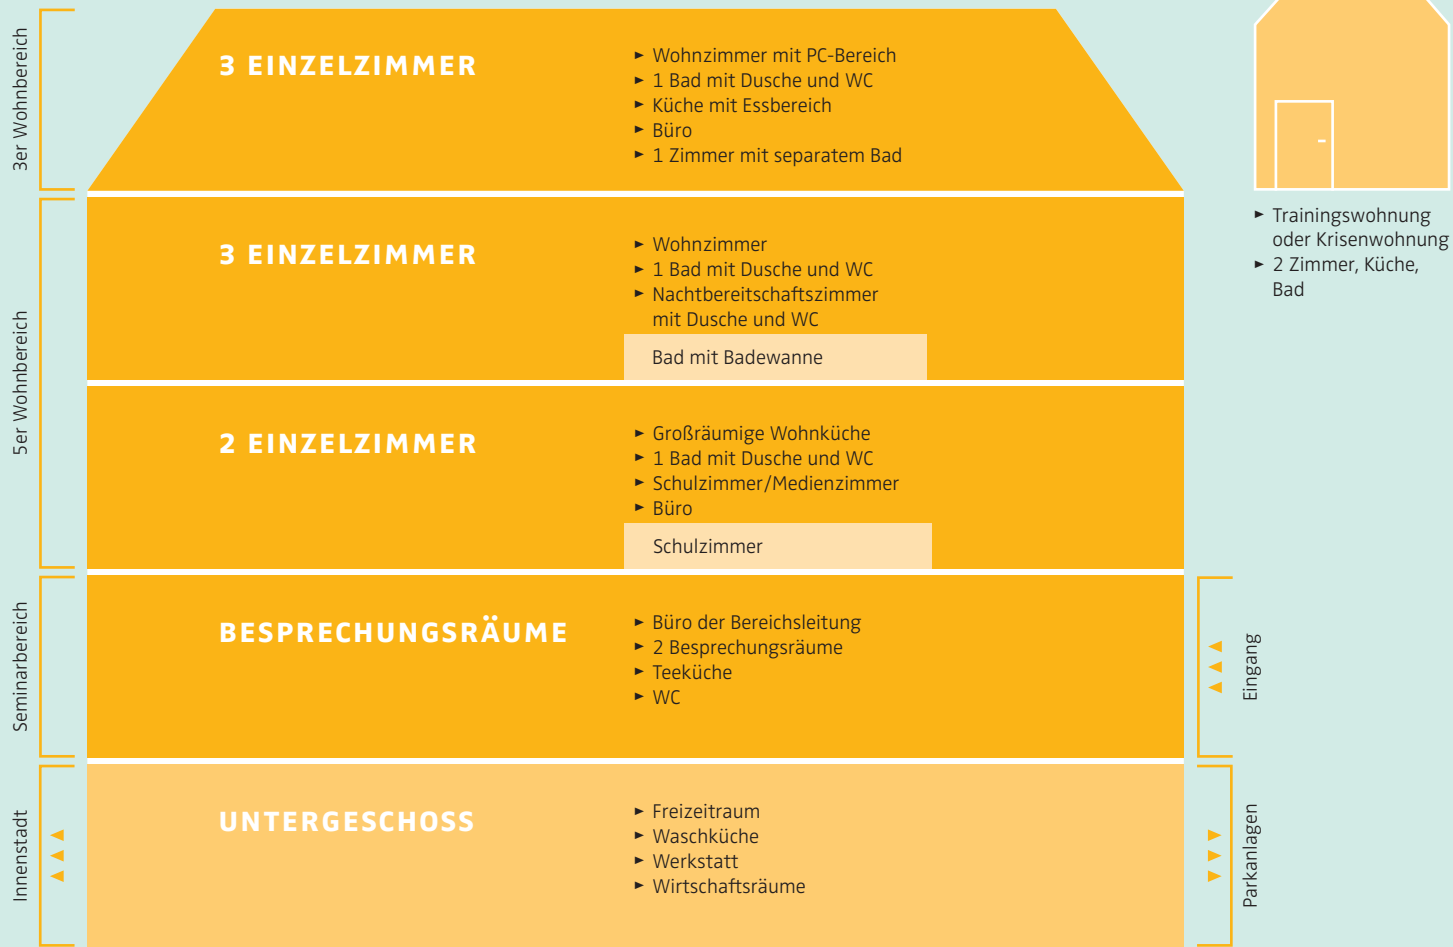 3er Wohnbereich
3 EINZELZIMMER
► Wohnzimmer mit PC-Bereich
► 1 Bad mit Dusche und WC
► Küche mit Essbereich
► Büro
► 1 Zimmer mit separatem Bad
► Trainingswohnung
oder Krisenwohnung
► 2 Zimmer, Küche,
Bad
5er Wohnbereich
3 EINZELZIMMER
► Wohnzimmer
► 1 Bad mit Dusche und WC
► Nachtbereitschaftszimmer
mit Dusche und WC
Bad mit Badewanne
2 EINZELZIMMER
► Großräumige Wohnküche
► 1 Bad mit Dusche und WC
► Schulzimmer/Medienzimmer
► Büro
Schulzimmer
Seminarbereich
BESPRECHUNGSRÄUME
► Büro der Bereichsleitung
► 2 Besprechungsräume
► Teeküche
► WC
Eingang
Innenstadt
UNTERGESCHOSS
► Freizeitraum
► Waschküche
► Werkstatt
► Wirtschaftsräume
Parkanlagen